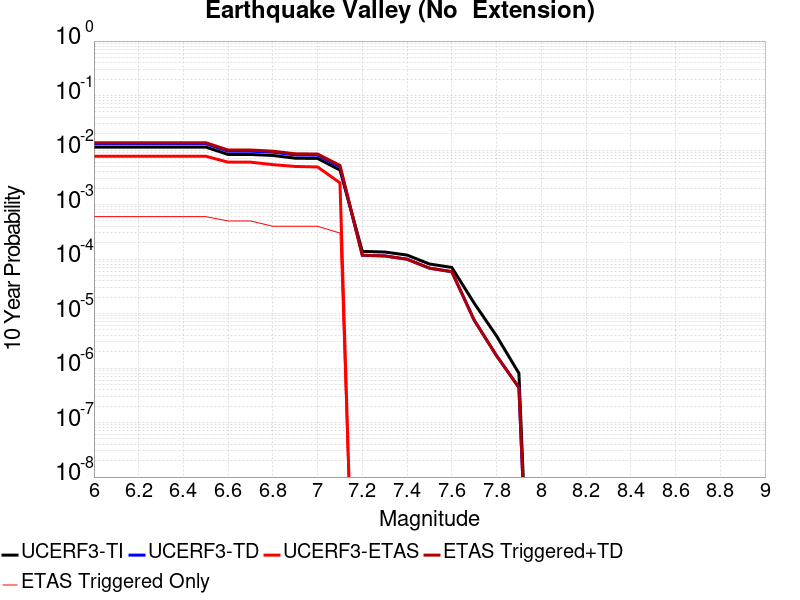 Earthquake Valley (No  Extension)
10^0
10^-1
10^-2
10^-3
10^-4
10^-5
10^-6
10^-7
10^-8
10 Year Probability
6 6.2 6.4 6.6 6.8 7 7.2 7.4 7.6 7.8 8 8.2 8.4 8.6 8.8 9
Magnitude
UCERF3-TI UCERF3-TD UCERF3-ETAS ETAS Triggered+TD
ETAS Triggered Only